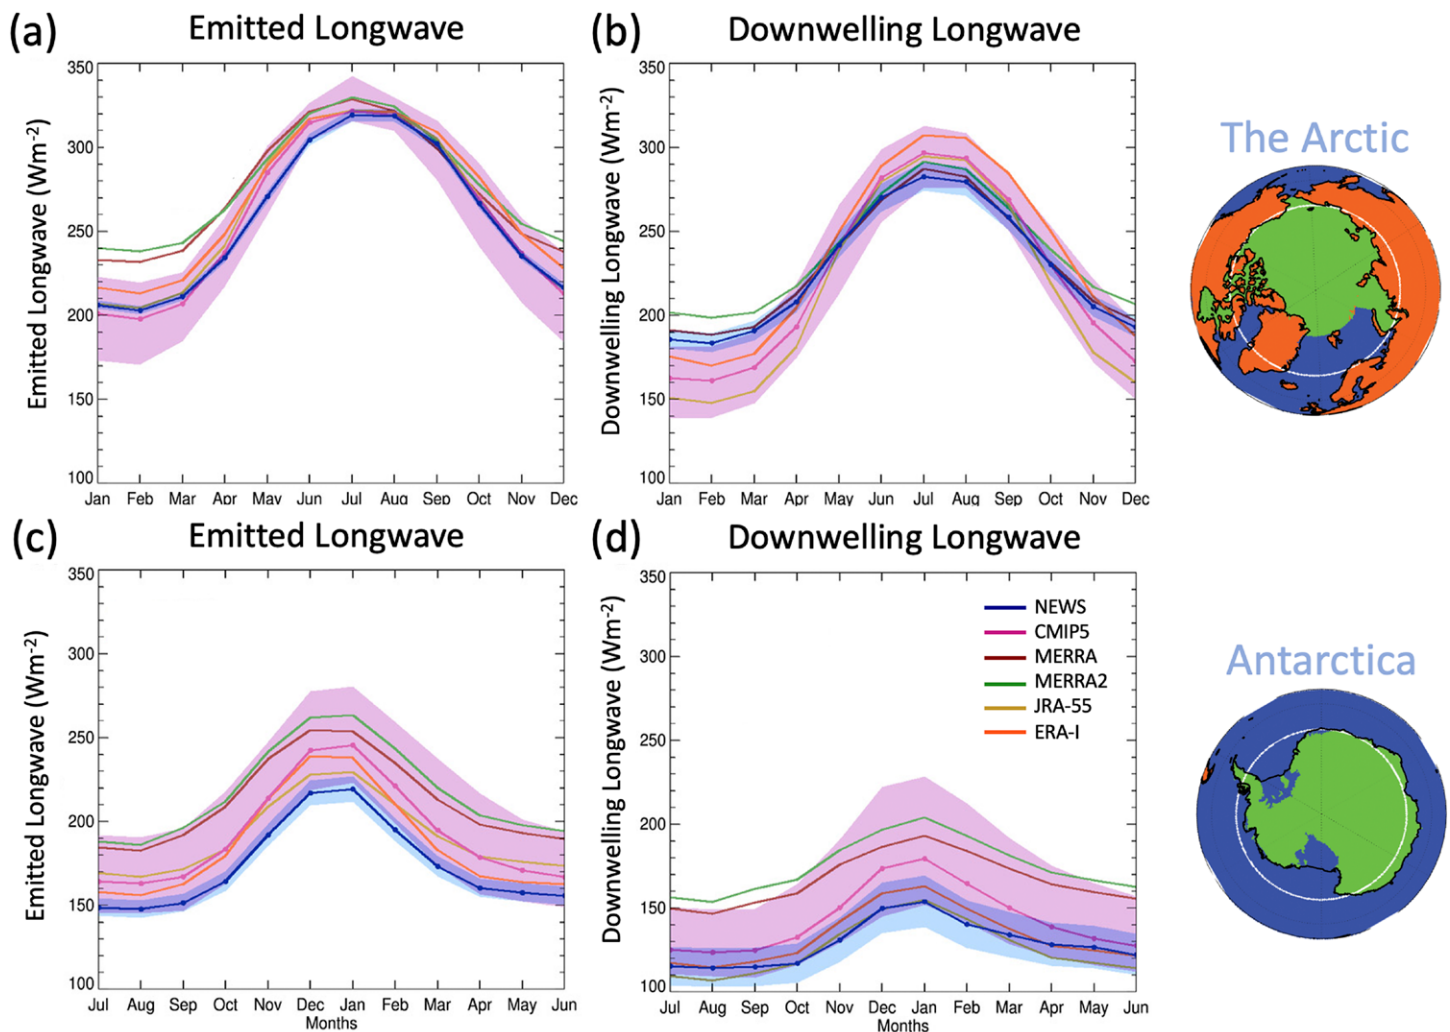 (a) Emitted Longwave
(b) Downwelling Longwave
Emitted Longwave (Wm-2)
350
300
250
200
150
100
Jan Feb Mar Apr May Jun Jul Aug Sep Oct Nov Dec
Downwelling Longwave (Wm-2)
350
300
250
200
150
100
Jan Feb Mar Apr May Jun Jul Aug Sep Oct Nov Dec
The Arctic
(c) Emitted Longwave
(d) Downwelling Longwave
Emitted Longwave (Wm-2)
350
300
250
200
150
100
Jul Aug Sep Oct Nov Dec Jan Feb Mar Apr May Jun
Months
Downwelling Longwave (Wm-2)
350
300
250
200
150
100
Jul Aug Sep Oct Nov Dec Jan Feb Mar Apr May Jun
Months
NEWS
CMIP5
MERRA
MERRA2
JRA-55
ERA-I
Antarctica